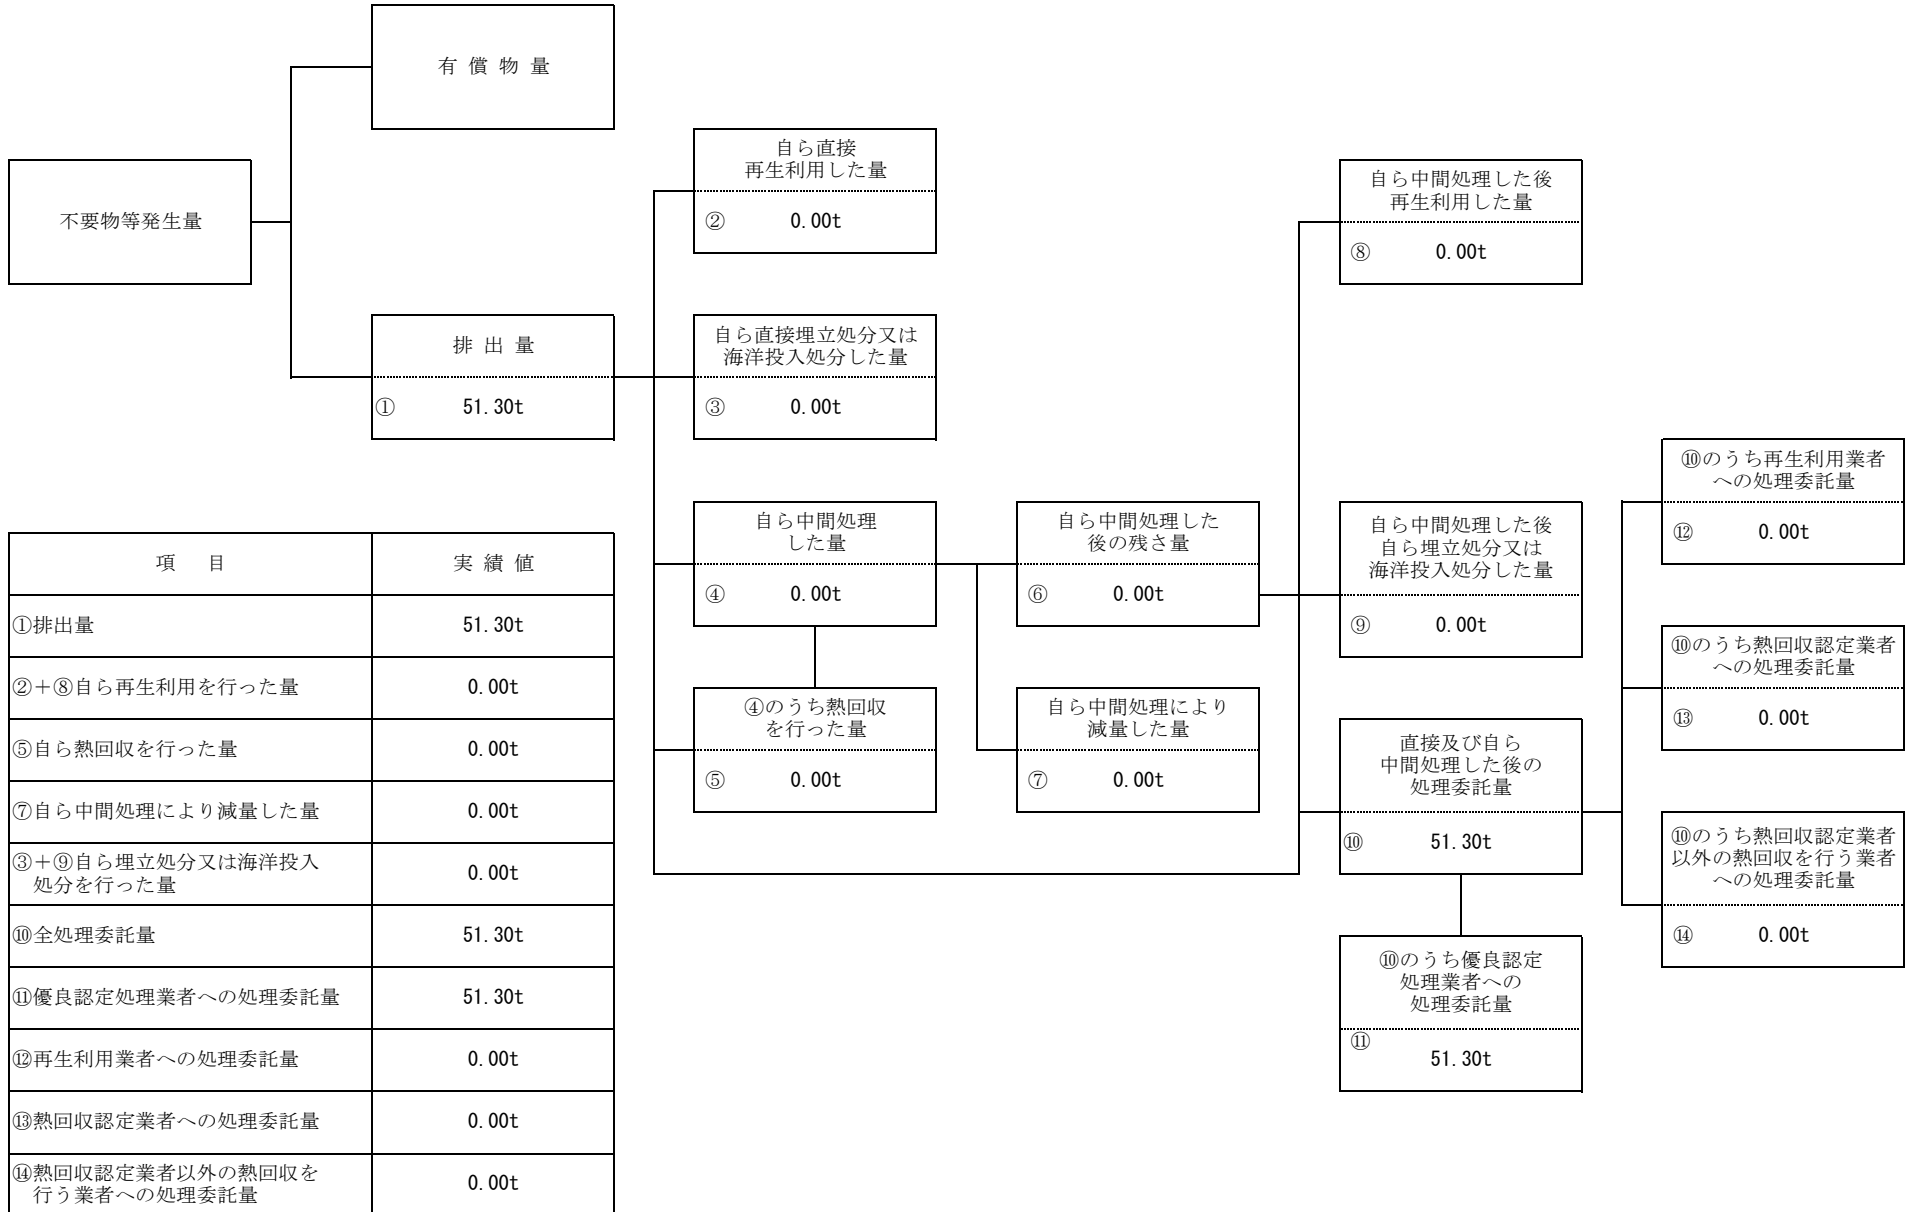 有 償 物 量
不要物等発生量
排 出 量
① 51.30t
自ら直接
再生利用した量
② 0.00t
自ら直接埋立処分又は
海洋投入処分した量
③ 0.00t
自ら中間処理
した量
④ 0.00t
④のうち熱回収
を行った量
⑤ 0.00t
自ら中間処理した
後の残さ量
⑥ 0.00t
自ら中間処理により
減量した量
⑦ 0.00t
自ら中間処理した後
再生利用した量
⑧ 0.00t
自ら中間処理した後
自ら埋立処分又は
海洋投入処分した量
⑨ 0.00t
直接及び自ら
中間処理した後の
処理委託量
⑩ 51.30t
⑩のうち優良認定
処理業者への
処理委託量
⑪ 51.30t
⑩のうち再生利用業者
への処理委託量
⑫ 0.00t
⑩のうち熱回収認定業者
への処理委託量
⑬ 0.00t
⑩のうち熱回収認定業者
以外の熱回収を行う業者
への処理委託量
⑭ 0.00t
項 目 実 績 値
①排出量 51.30t
②+⑧自ら再生利用を行った量 0.00t
⑤自ら熱回収を行った量 0.00t
⑦自ら中間処理により減量した量 0.00t
③+⑨自ら埋立処分又は海洋投入
処分を行った量 0.00t
⑩全処理委託量 51.30t
⑪優良認定処理業者への処理委託量 51.30t
⑫再生利用業者への処理委託量 0.00t
⑬熱回収認定業者への処理委託量 0.00t
⑭熱回収認定業者以外の熱回収を
行う業者への処理委託量 0.00t